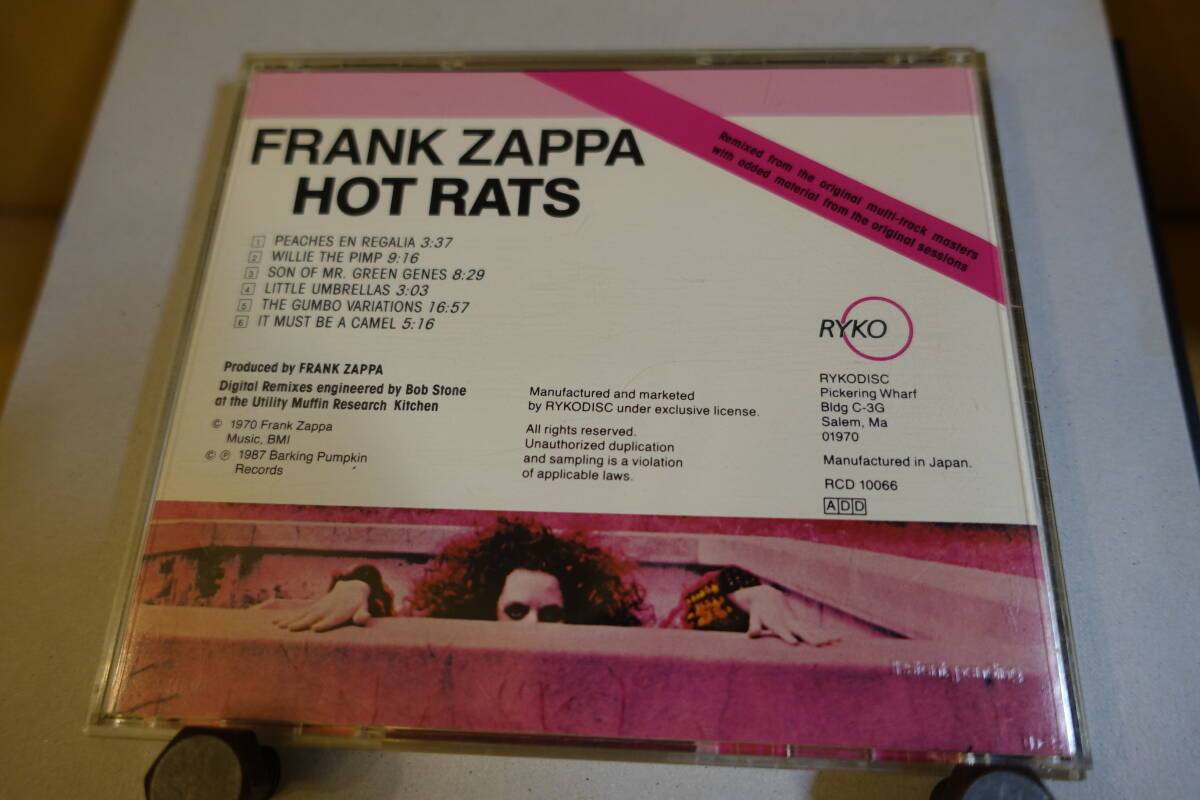 FRANK ZAPPA
HOT RATS
Remixed from the original multi-track masters
with added material from the original sessions
1 PEACHES EN REGALIA 3:37
2 WILLIE THE PIMP 9:16
3 SON OF MR. GREEN GENES 8:29
4 LITTLE UMBRELLAS 3:03
5 THE GUMBO VARIATIONS 16:57
6 IT MUST BE A CAMEL 5:16
Produced by FRANK ZAPPA
Digital Remixes engineered by Bob Stone
at the Utility Muffin Research Kitchen
© 1970 Frank Zappa
Music, BMI
© ℗ 1987 Barking Pumpkin
Records
Manufactured and marketed
by RYKODISC under exclusive license.
All rights reserved.
Unauthorized duplication
and sampling is a violation
of applicable laws.
RYKO
RYKODISC
Pickering Wharf
Bldg C-3G
Salem, Ma
01970
Manufactured in Japan.
RCD 10066
ADD
patent pending